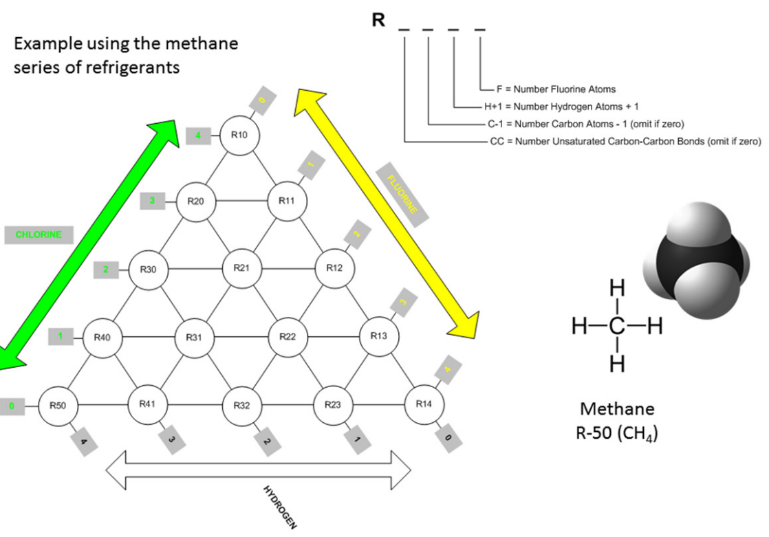 Example using the methane
series of refrigerants
R _ _ _ _
F = Number Fluorine Atoms
H+1 = Number Hydrogen Atoms + 1
C-1 = Number Carbon Atoms - 1 (omit if zero)
CC = Number Unsaturated Carbon-Carbon Bonds (omit if zero)
CHLORINE
FLUORINE
0
4 R10
1
3 R20 R11
2
2 R30 R21 R12
3
1 R40 R31 R22 R13
4
0 R50 R41 R32 R23 R14
4 3 2 1 0
HYDROGEN
H
H–C–H
H
Methane
R-50 (CH₄)